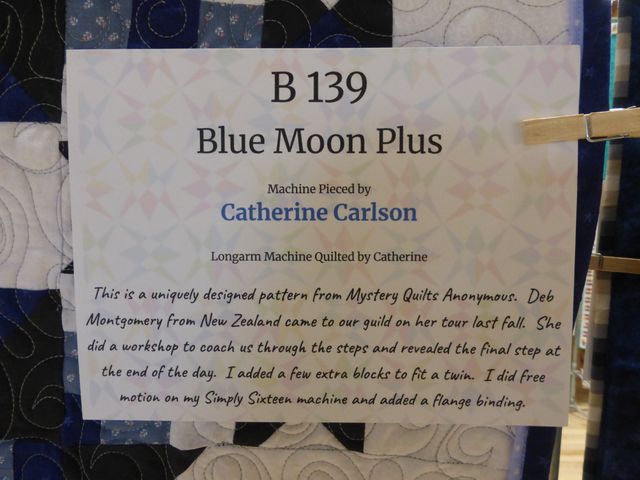 B 139
Blue Moon Plus
Machine Pieced by
Catherine Carlson
Longarm Machine Quilted by Catherine
This is a uniquely designed pattern from Mystery Quilts Anonymous. Deb
Montgomery from New Zealand came to our guild on her tour last fall. She
did a workshop to coach us through the steps and revealed the final step at
the end of the day. I added a few extra blocks to fit a twin. I did free
motion on my Simply Sixteen machine and added a flange binding.